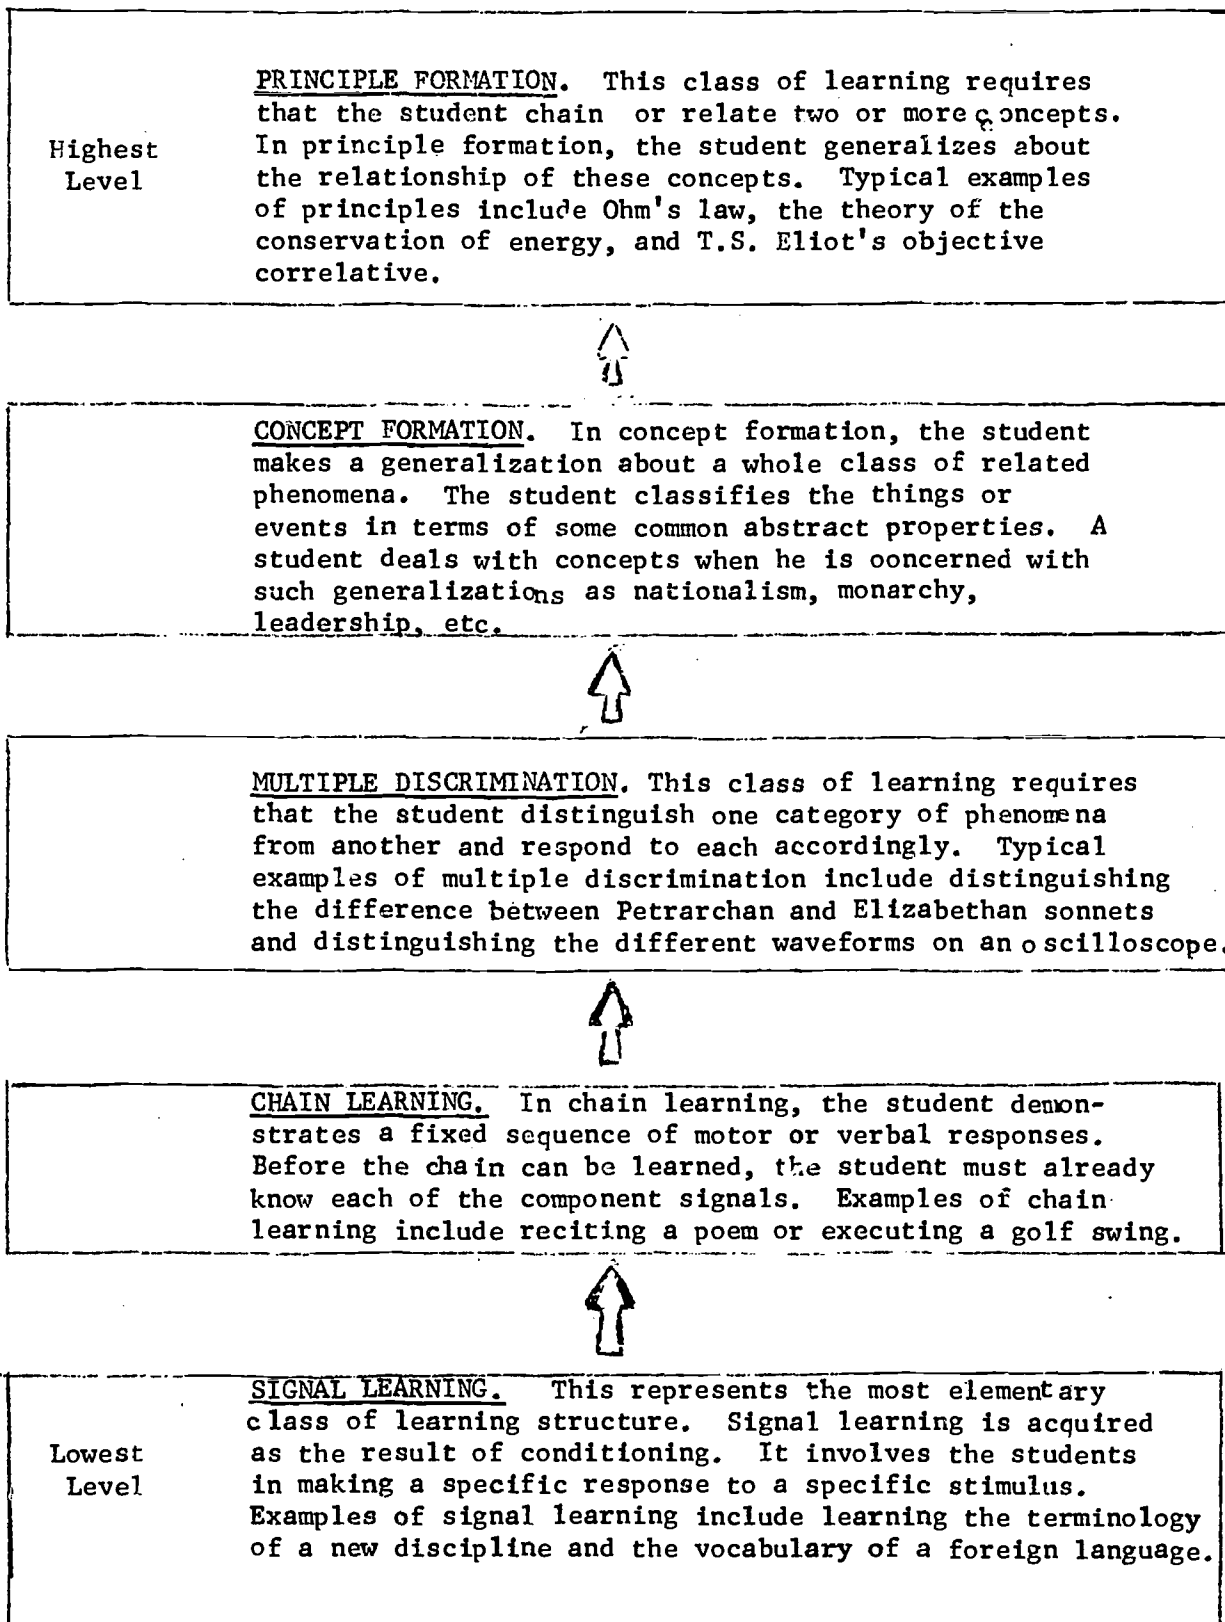 PRINCIPLE FORMATION. This class of learning requires
that the student chain or relate two or more concepts.
Highest Level
In principle formation, the student generalizes about
the relationship of these concepts. Typical examples
of principles include Ohm's law, the theory of the
conservation of energy, and T.S. Eliot's objective
correlative.
CONCEPT FORMATION. In concept formation, the student
makes a generalization about a whole class of related
phenomena. The student classifies the things or
events in terms of some common abstract properties. A
student deals with concepts when he is ooncerned with
such generalizations as nationalism, monarchy,
leadership, etc.
MULTIPLE DISCRIMINATION. This class of learning requires
that the student distinguish one category of phenomena
from another and respond to each accordingly. Typical
examples of multiple discrimination include distinguishing
the difference between Petrarchan and Elizabethan sonnets
and distinguishing the different waveforms on an oscilloscope.
CHAIN LEARNING. In chain learning, the student demon-
strates a fixed sequence of motor or verbal responses.
Before the chain can be learned, the student must already
know each of the component signals. Examples of chain
learning include reciting a poem or executing a golf swing.
SIGNAL LEARNING. This represents the most elementary
class of learning structure. Signal learning is acquired
Lowest Level
as the result of conditioning. It involves the students
in making a specific response to a specific stimulus.
Examples of signal learning include learning the terminology
of a new discipline and the vocabulary of a foreign language.